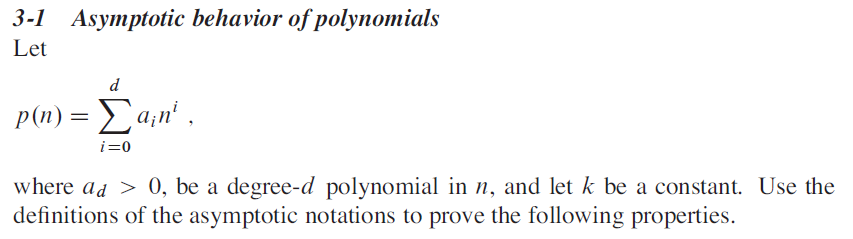 3-1 Asymptotic behavior of polynomials
Let
p(n) = \sum_{i=0}^{d} a_i n^i ,
where a_d > 0, be a degree-d polynomial in n, and let k be a constant. Use the
definitions of the asymptotic notations to prove the following properties.